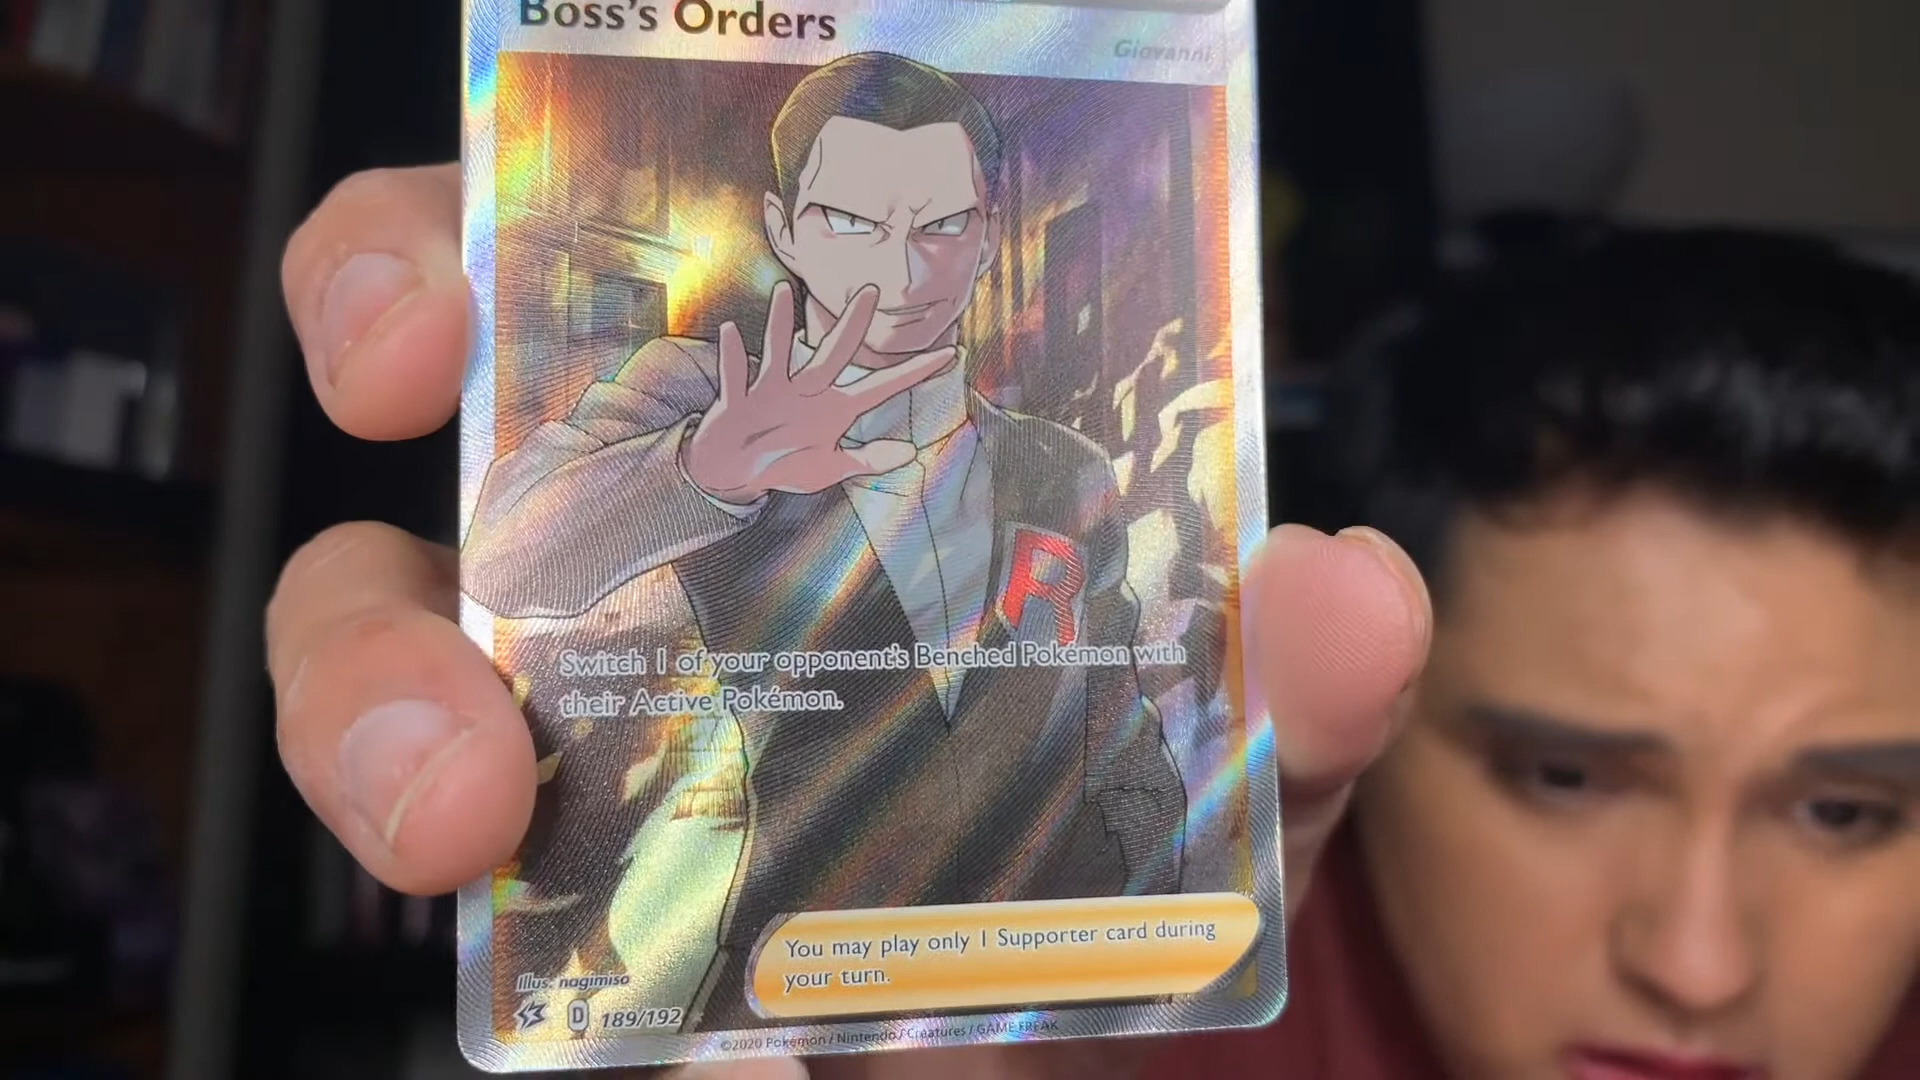 Boss's Orders
Giovanni
R
Switch 1 of your opponent's Benched Pokémon with
their Active Pokémon.
You may play only 1 Supporter card during
your turn.
Illus. nagimiso
D 189/192
©2020 Pokémon / Nintendo / Creatures / GAME FREAK